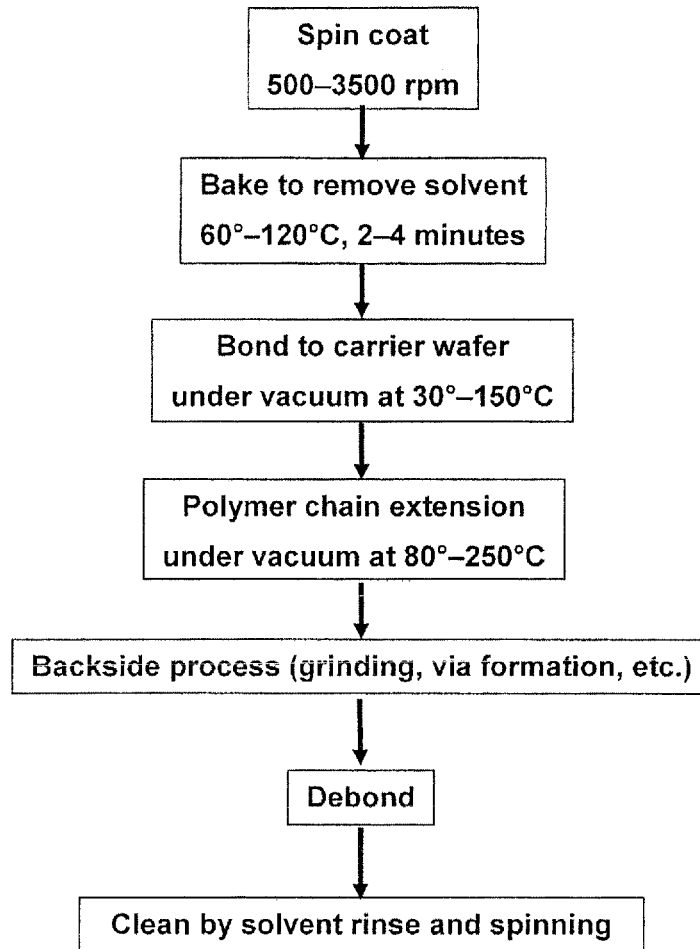 Spin coat
500–3500 rpm
Bake to remove solvent
60°–120°C, 2–4 minutes
Bond to carrier wafer
under vacuum at 30°–150°C
Polymer chain extension
under vacuum at 80°–250°C
Backside process (grinding, via formation, etc.)
Debond
Clean by solvent rinse and spinning